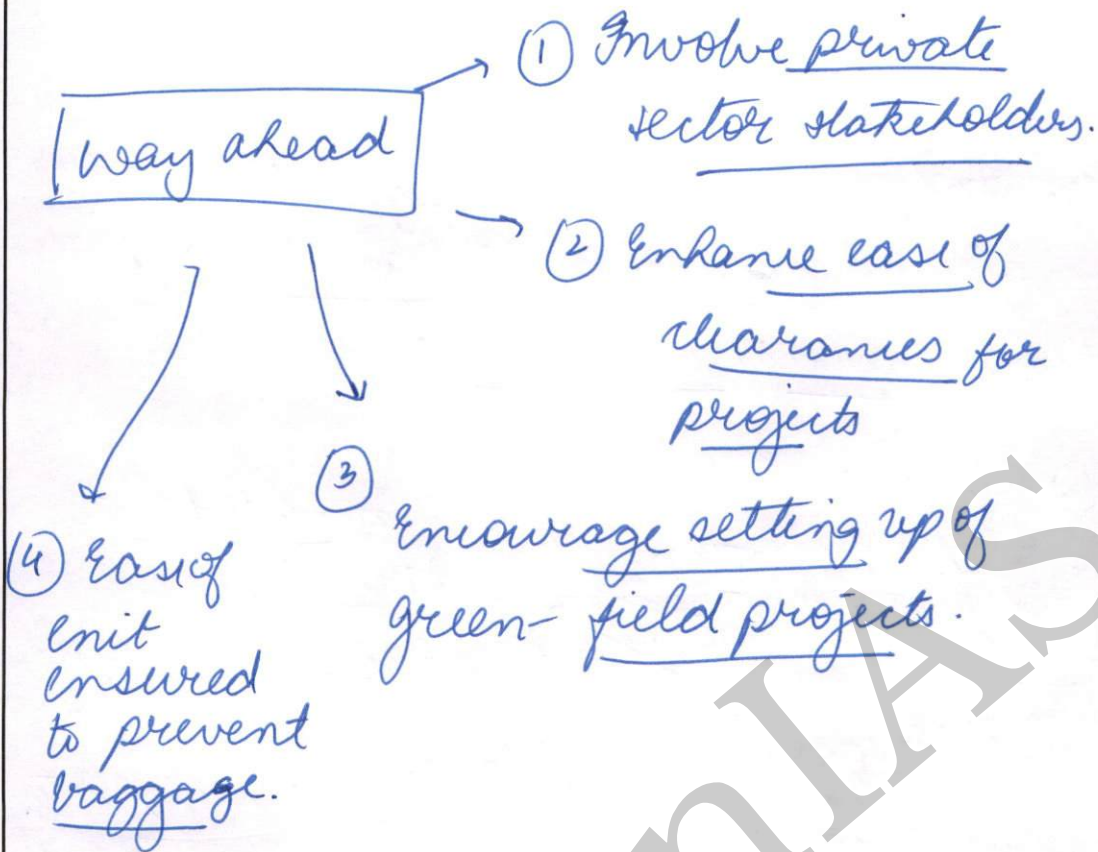 way ahead
① Involve private
sector stakeholders.
② Enhance ease of
clearances for
projects
③
Encourage setting up of
green- field projects.
④ Ease of
exit
ensured
to prevent
baggage.
nIAS